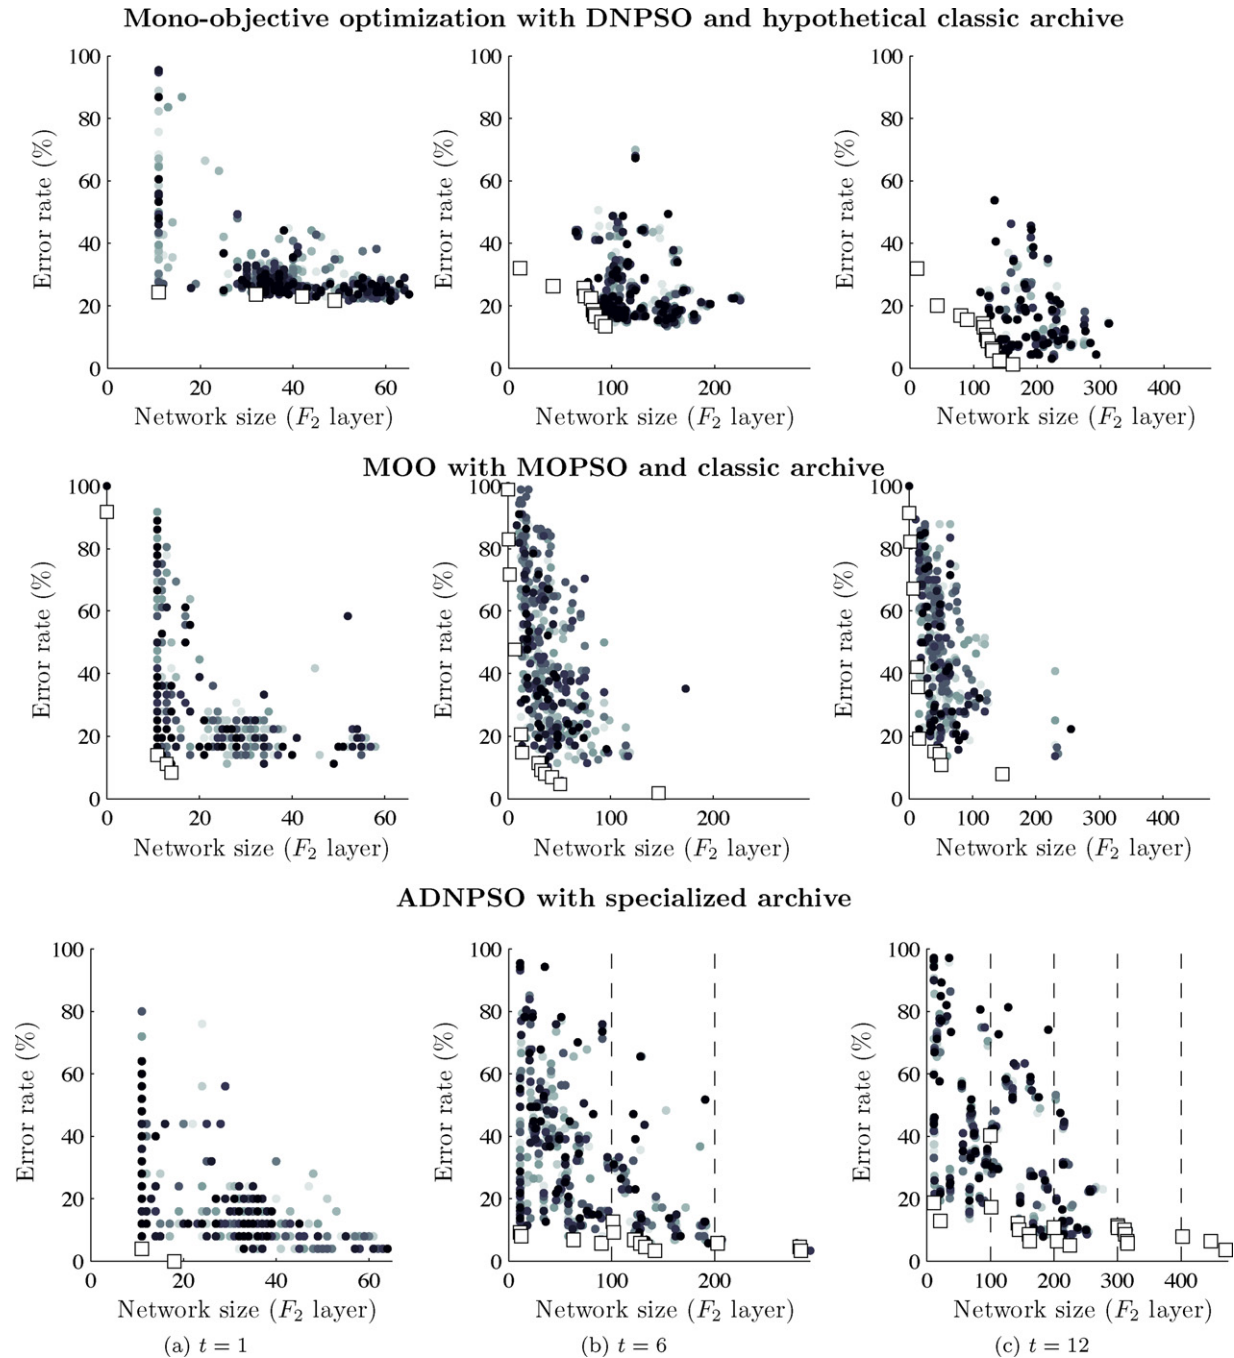 Mono-objective optimization with DNPSO and hypothetical classic archive
100 80 60 40 20 0
Error rate (%)
0 20 40 60
Network size (F₂ layer)
100 80 60 40 20 0
Error rate (%)
0 100 200
Network size (F₂ layer)
100 80 60 40 20 0
Error rate (%)
0 100 200 300 400
Network size (F₂ layer)
MOO with MOPSO and classic archive
100 80 60 40 20 0
Error rate (%)
0 20 40 60
Network size (F₂ layer)
100 80 60 40 20 0
Error rate (%)
0 100 200
Network size (F₂ layer)
100 80 60 40 20 0
Error rate (%)
0 100 200 300 400
Network size (F₂ layer)
ADNPSO with specialized archive
100 80 60 40 20 0
Error rate (%)
0 20 40 60
Network size (F₂ layer)
(a) t = 1
100 80 60 40 20 0
Error rate (%)
0 100 200
Network size (F₂ layer)
(b) t = 6
100 80 60 40 20 0
Error rate (%)
0 100 200 300 400
Network size (F₂ layer)
(c) t = 12